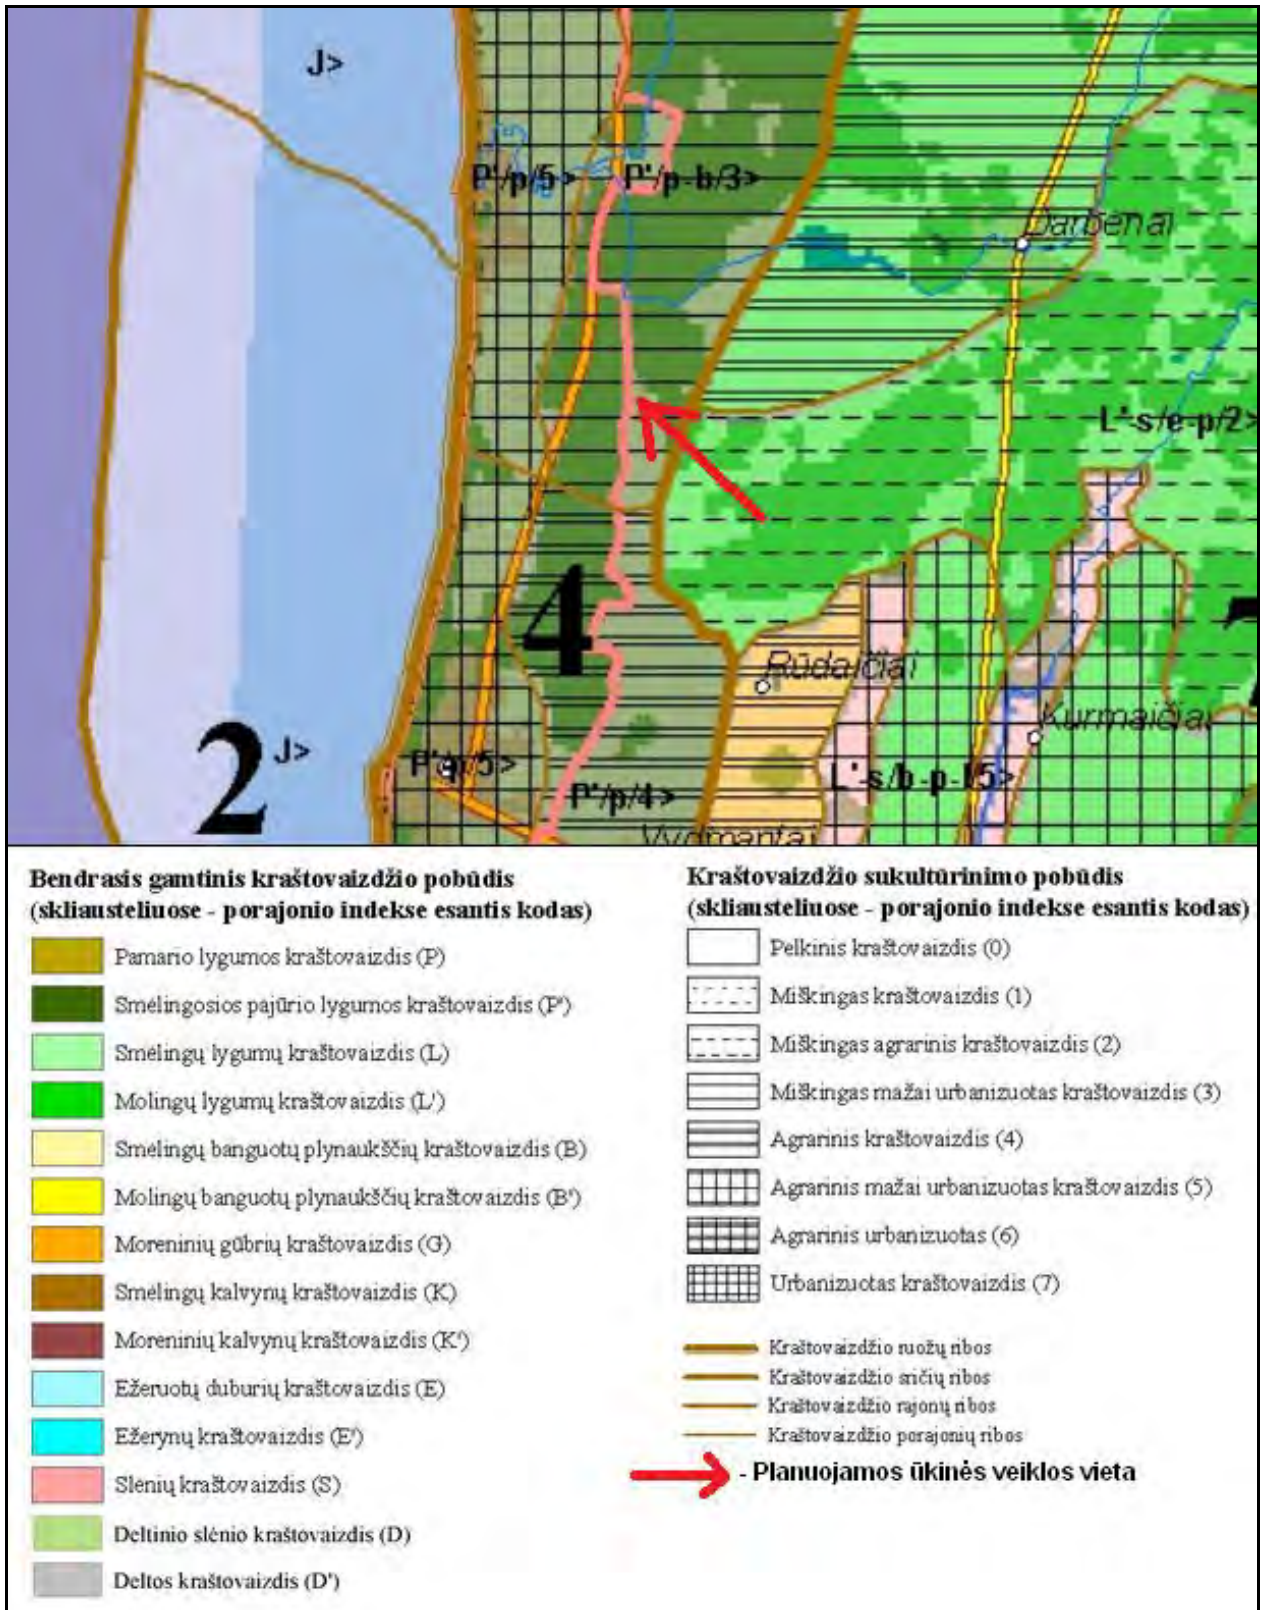 J>
P'/p/5>
P'/p-b/3>
Darbėnai
L'-s/e-p/2>
4
Rūdaičiai
Kurmaičiai
2
J>
P'/p/5>
P'/p/4>
L'-s/b-p-l/5>
Vydmantai
Bendrasis gamtinis kraštovaizdžio pobūdis
(skliausteliuose - porajonio indekse esantis kodas)
Pamario lygumos kraštovaizdis (P)
Smėlingosios pajūrio lygumos kraštovaizdis (P')
Smėlingų lygumų kraštovaizdis (L)
Molingų lygumų kraštovaizdis (L')
Smėlingų banguotų plynaukščių kraštovaizdis (B)
Molingų banguotų plynaukščių kraštovaizdis (B')
Moreninių gūbrių kraštovaizdis (G)
Smėlingų kalvynų kraštovaizdis (K)
Moreninių kalvynų kraštovaizdis (K')
Ežeruotų duburių kraštovaizdis (E)
Ežerynų kraštovaizdis (E')
Slėnių kraštovaizdis (S)
Deltinio slėnio kraštovaizdis (D)
Deltos kraštovaizdis (D')
Kraštovaizdžio sukultūrinimo pobūdis
(skliausteliuose - porajonio indekse esantis kodas)
Pelkinis kraštovaizdis (0)
Miškingas kraštovaizdis (1)
Miškingas agrarinis kraštovaizdis (2)
Miškingas mažai urbanizuotas kraštovaizdis (3)
Agrarinis kraštovaizdis (4)
Agrarinis mažai urbanizuotas kraštovaizdis (5)
Agrarinis urbanizuotas (6)
Urbanizuotas kraštovaizdis (7)
Kraštovaizdžio ruožų ribos
Kraštovaizdžio sričių ribos
Kraštovaizdžio rajonų ribos
Kraštovaizdžio porajonių ribos
- Planuojamos ūkinės veiklos vieta